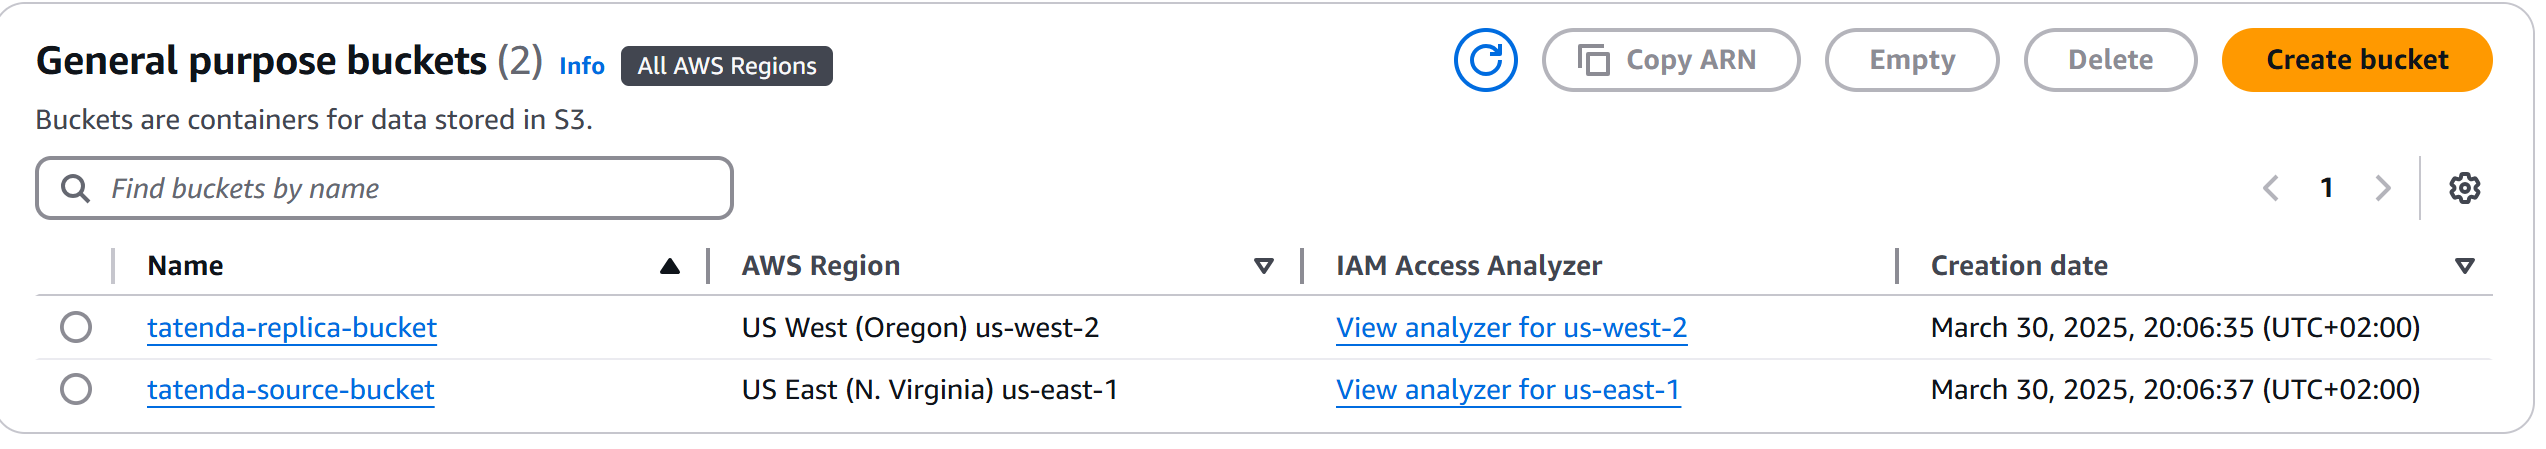 General purpose buckets (2) Info All AWS Regions Copy ARN Empty Delete Create bucket
Buckets are containers for data stored in S3.
Find buckets by name 1
Name AWS Region IAM Access Analyzer Creation date
tatenda-replica-bucket US West (Oregon) us-west-2 View analyzer for us-west-2 March 30, 2025, 20:06:35 (UTC+02:00)
tatenda-source-bucket US East (N. Virginia) us-east-1 View analyzer for us-east-1 March 30, 2025, 20:06:37 (UTC+02:00)